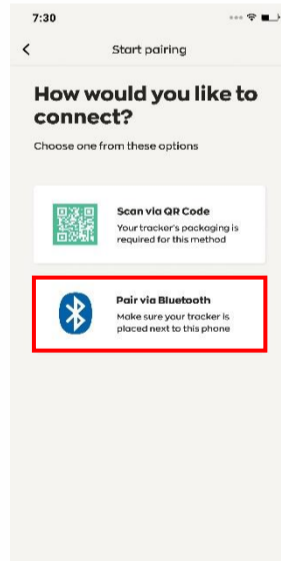 7:30
Start pairing
How would you like to
connect?
Choose one from these options
Scan via QR Code
Your tracker's packaging is
required for this method
Pair via Bluetooth
Make sure your tracker is
placed next to this phone